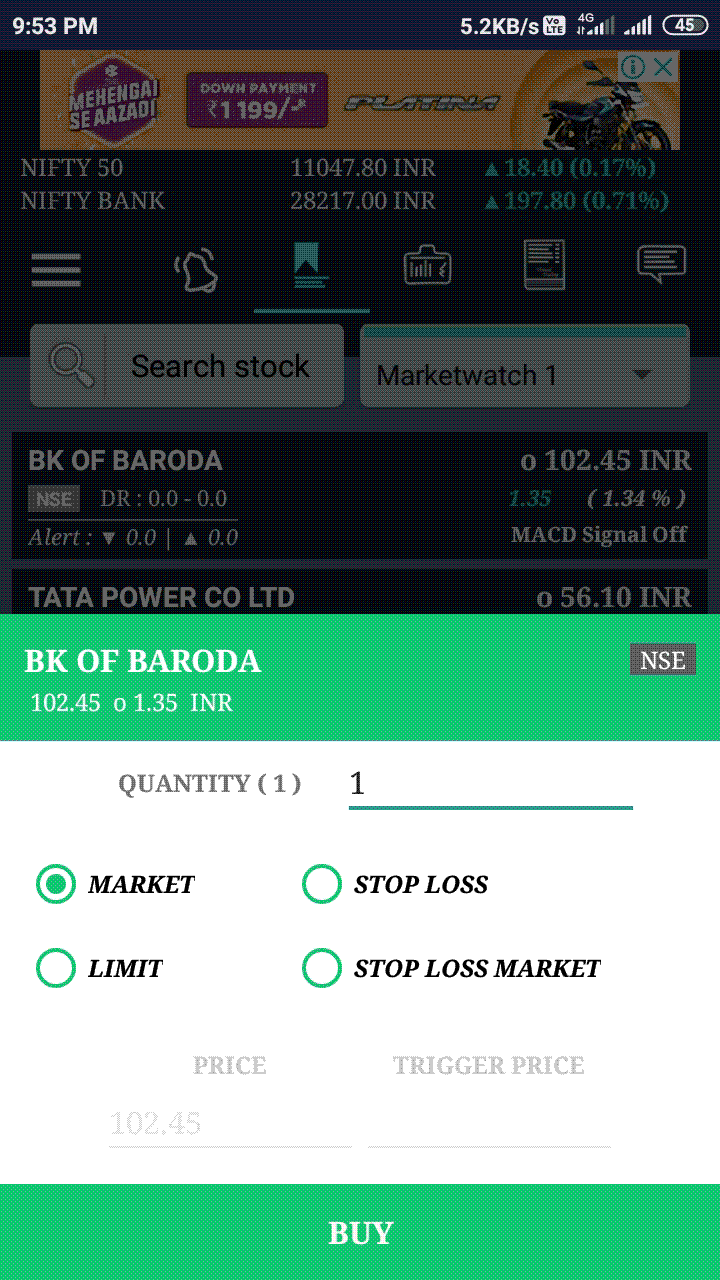 9:53 PM 5.2KB/s Vo LTE 4G 45
MEHENGAI SE AAZADI
DOWN PAYMENT
₹1 199/-*
PLATINA
NIFTY 50 11047.80 INR ▲18.40 (0.17%)
NIFTY BANK 28217.00 INR ▲197.80 (0.71%)
Search stock
Marketwatch 1
BK OF BARODA o 102.45 INR
NSE DR : 0.0 - 0.0 1.35 ( 1.34 % )
Alert : ▼ 0.0 | ▲ 0.0 MACD Signal Off
TATA POWER CO LTD o 56.10 INR
BK OF BARODA NSE
102.45 o 1.35 INR
QUANTITY ( 1 ) 1
MARKET STOP LOSS
LIMIT STOP LOSS MARKET
PRICE TRIGGER PRICE
102.45
BUY